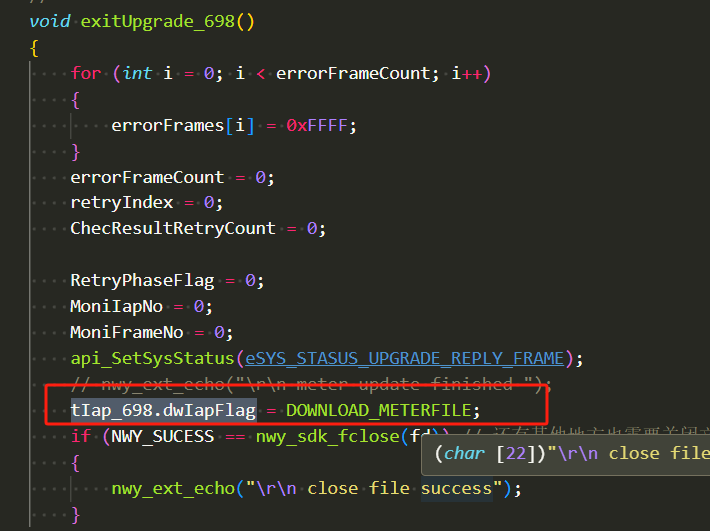 //
void exitUpgrade_698()
{
for (int i = 0; i < errorFrameCount; i++)
{
errorFrames[i] = 0xFFFF;
}
errorFrameCount = 0;
retryIndex = 0;
ChecResultRetryCount = 0;
RetryPhaseFlag = 0;
MoniIapNo = 0;
MoniFrameNo = 0;
api_SetSysStatus(eSYS_STASUS_UPGRADE_REPLY_FRAME);
// nwy_ext_echo("\r\n meter update finished ");
tIap_698.dwIapFlag = DOWNLOAD_METERFILE;
if (NWY_SUCESS == nwy_sdk_fclose(fd)) //
(char [22])"\r\n close file
{
nwy_ext_echo("\r\n close file success");
}